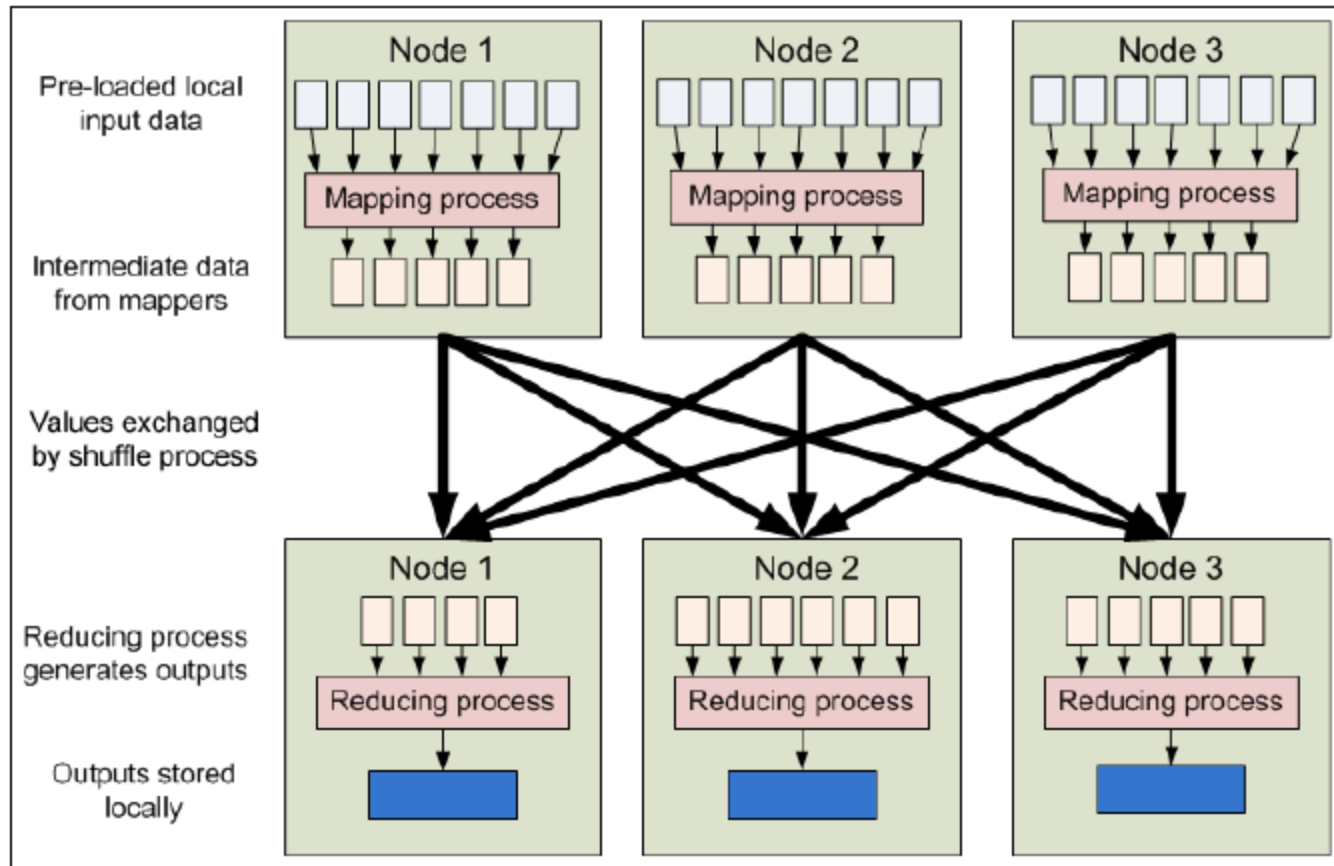 Node 1
Node 2
Node 3
Pre-loaded local
input data
Mapping process
Mapping process
Mapping process
Intermediate data
from mappers
Values exchanged
by shuffle process
Node 1
Node 2
Node 3
Reducing process
generates outputs
Reducing process
Reducing process
Reducing process
Outputs stored
locally